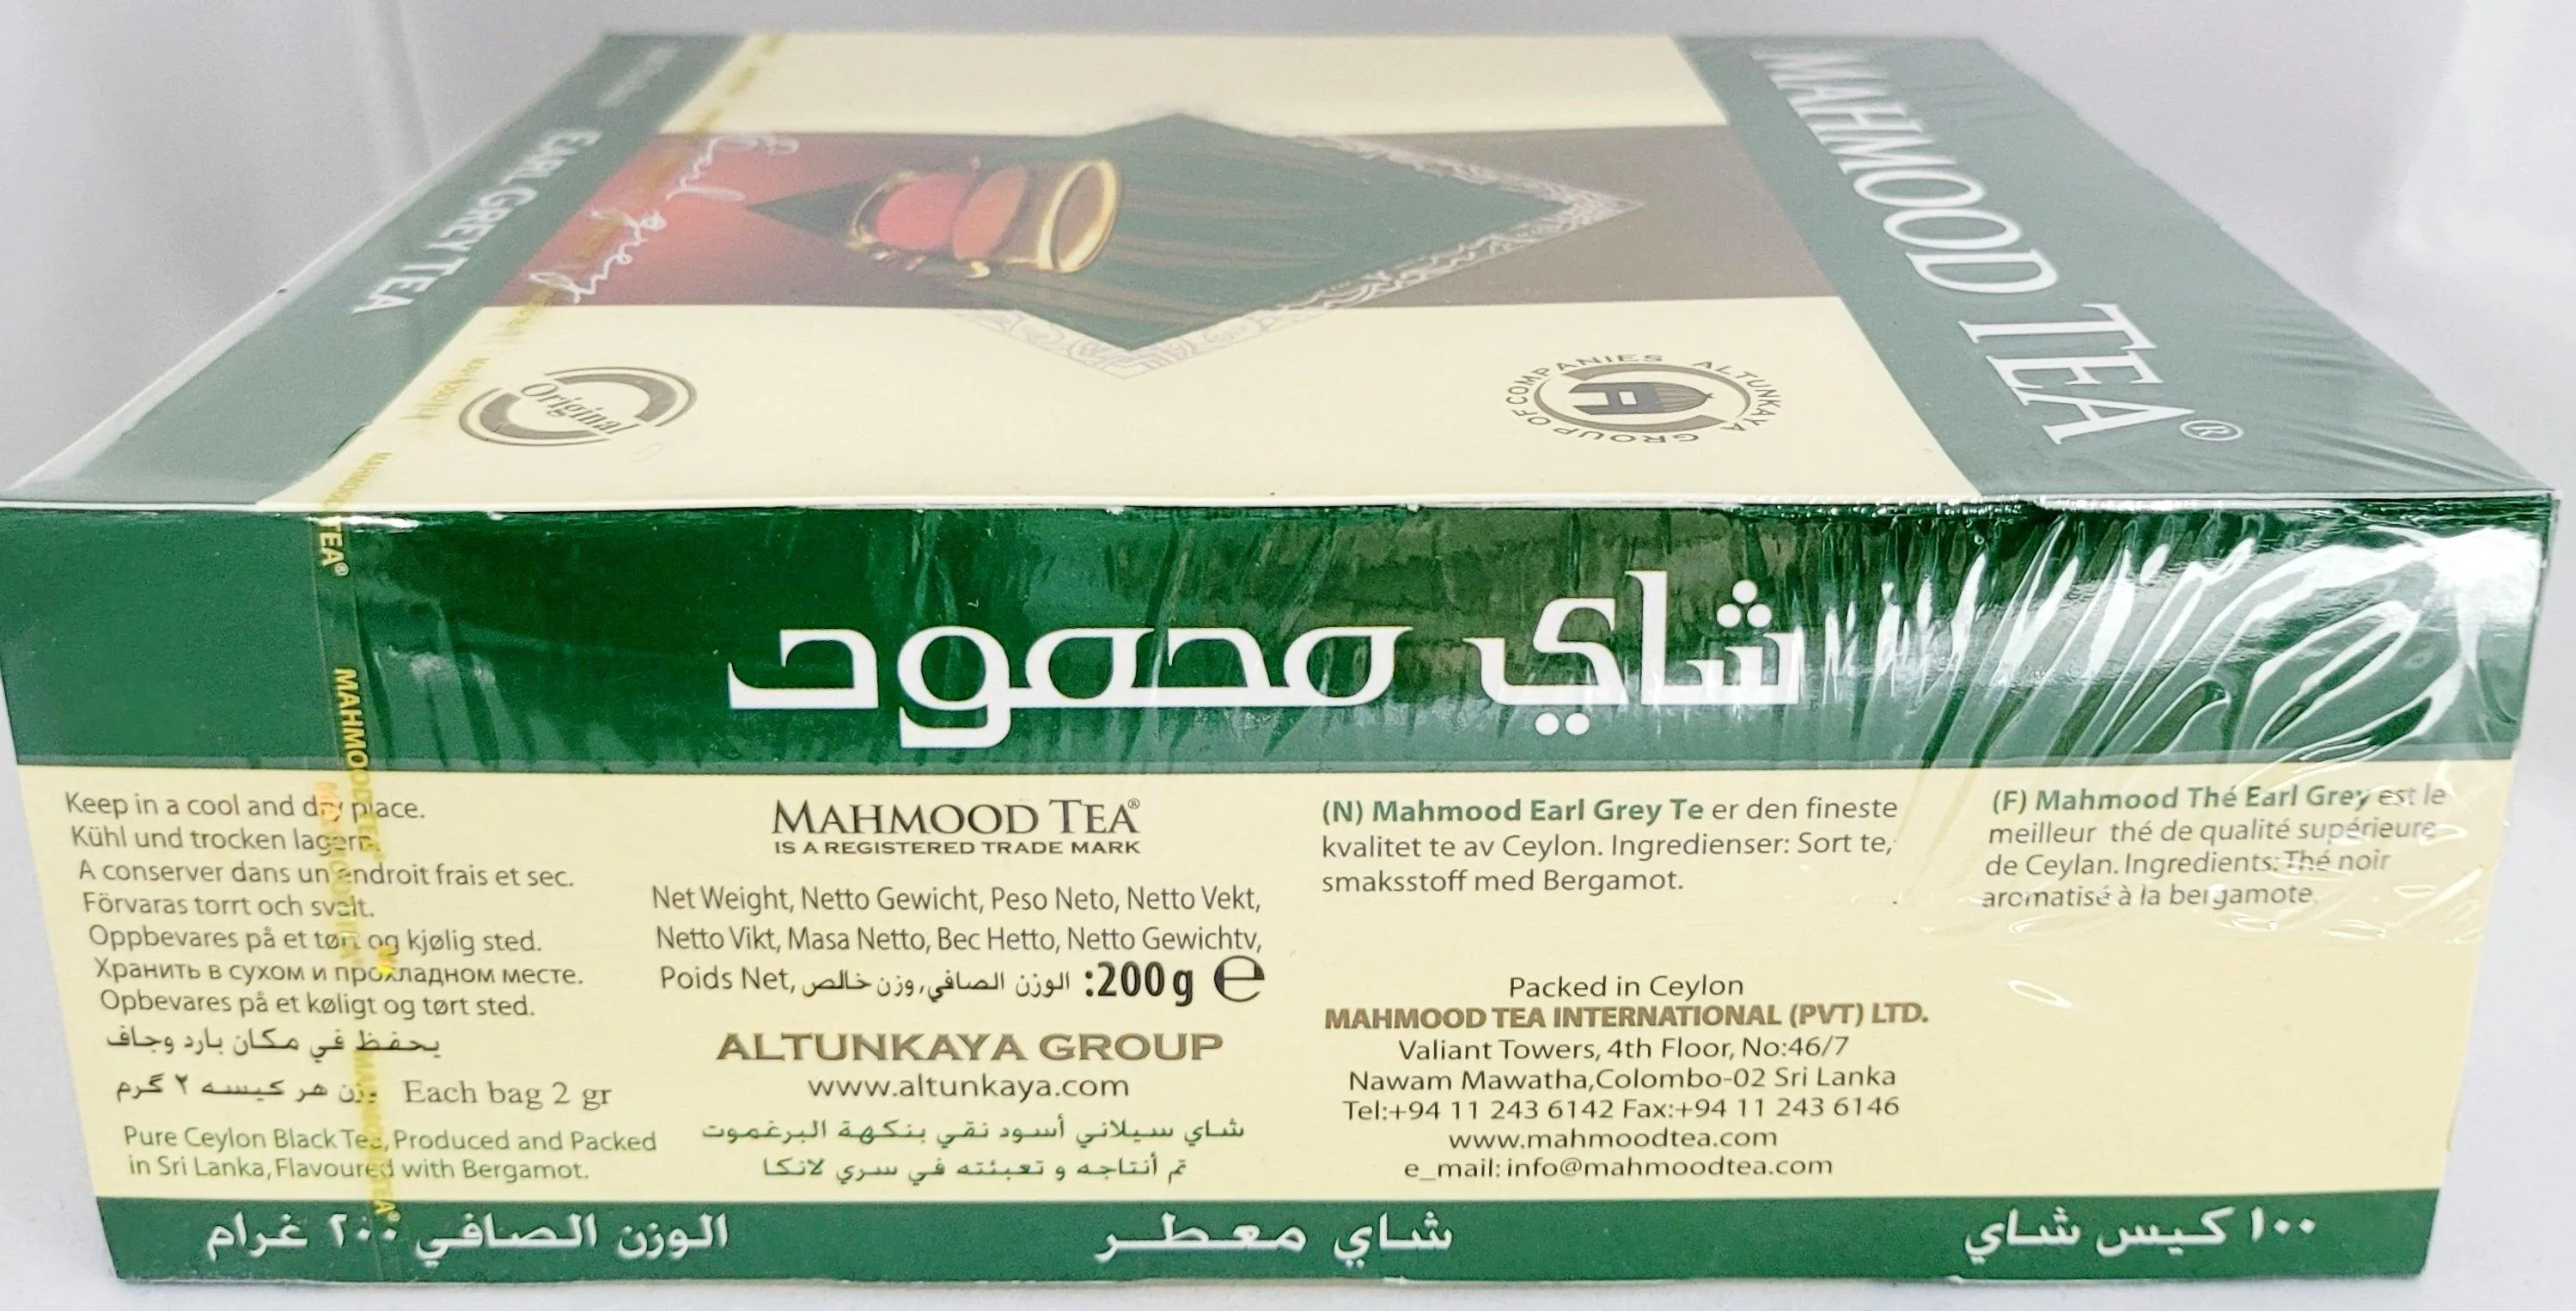 MAHMOOD TEA®
ALTUNKAYA GROUP OF COMPANIES
Earl Grey
Original
EARL GREY TEA
شاي محمود
MAHMOOD TEA®
Keep in a cool and dry place.
Kühl und trocken lagern.
A conserver dans un endroit frais et sec.
Förvaras torrt och svalt.
Oppbevares på et tørt og kjølig sted.
Хранить в сухом и прохладном месте.
Opbevares på et køligt og tørt sted.
يحفظ في مكان بارد وجاف
وزن هر کیسه ۲ گرم Each bag 2 gr
Pure Ceylon Black Tea, Produced and Packed
in Sri Lanka, Flavoured with Bergamot.
MAHMOOD TEA®
IS A REGISTERED TRADE MARK
Net Weight, Netto Gewicht, Peso Neto, Netto Vekt,
Netto Vikt, Masa Netto, Вес Нетто, Netto Gewichtv,
Poids Net, الوزن الصافي, وزن خالص :200g ℮
ALTUNKAYA GROUP
www.altunkaya.com
شاي سيلاني أسود نقي بنكهة البرغموت
تم أنتاجه و تعبئته في سري لانكا
(N) Mahmood Earl Grey Te er den fineste
kvalitet te av Ceylon. Ingredienser: Sort te,
smaksstoff med Bergamot.
Packed in Ceylon
MAHMOOD TEA INTERNATIONAL (PVT) LTD.
Valiant Towers, 4th Floor, No:46/7
Nawam Mawatha,Colombo-02 Sri Lanka
Tel:+94 11 243 6142 Fax:+94 11 243 6146
www.mahmoodtea.com
e_mail: info@mahmoodtea.com
(F) Mahmood Thé Earl Grey est le
meilleur thé de qualité supérieure
de Ceylan. Ingredients: Thé noir
aromatisé à la bergamote.
الوزن الصافي ٢٠٠ غرام
شاي معطر
١٠٠ كيس شاي